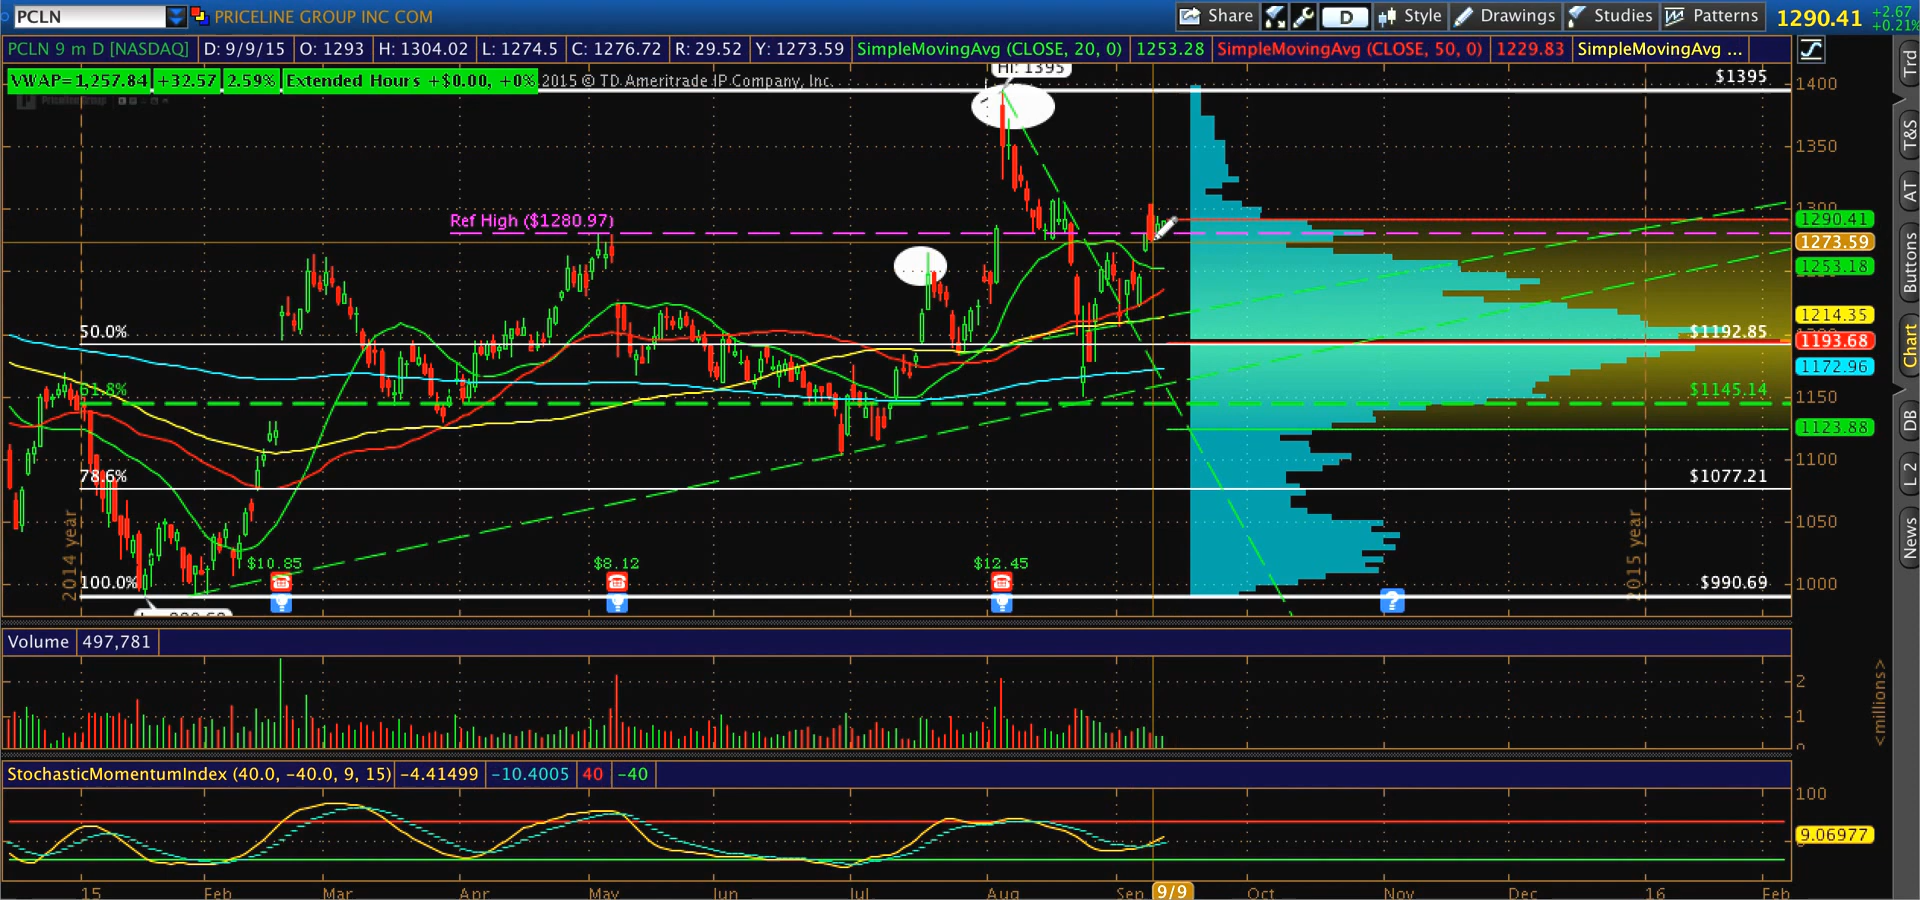 PCLN PRICELINE GROUP INC COM Share D Style Drawings Studies Patterns 1290.41 +2.67 +0.21%
PCLN 9 m D [NASDAQ] D: 9/9/15 O: 1293 H: 1304.02 L: 1274.5 C: 1276.72 R: 29.52 Y: 1273.59 SimpleMovingAvg (CLOSE, 20, 0) 1253.28 SimpleMovingAvg (CLOSE, 50, 0) 1229.83 SimpleMovingAvg ...
VWAP=1,257.84 +32.57 2.59% Extended Hours +$0.00, +0% 2015 © TD Ameritrade IP Company, Inc.
Hi: 1395
$1395
1400
1350
1300
Ref High ($1280.97)
1290.41
1273.59
1253.18
1214.35
50.0% $1192.85
1193.68
1172.96
61.8% $1145.14
1150
1123.88
1100
78.6% $1077.21
1050
2014 year
2015 year
$10.85 $8.12 $12.45
100.0% $990.69
1000
?
Trd
T&S
AT
Buttons
Chart
DB
L 2
News
Volume 497,781
2
1
0
<millions>
StochasticMomentumIndex (40.0, -40.0, 9, 15) -4.41499 -10.4005 40 -40
100
9.06977
15 Feb Mar Apr May Jun Jul Aug Sep 9/9 Oct Nov Dec 16 Feb